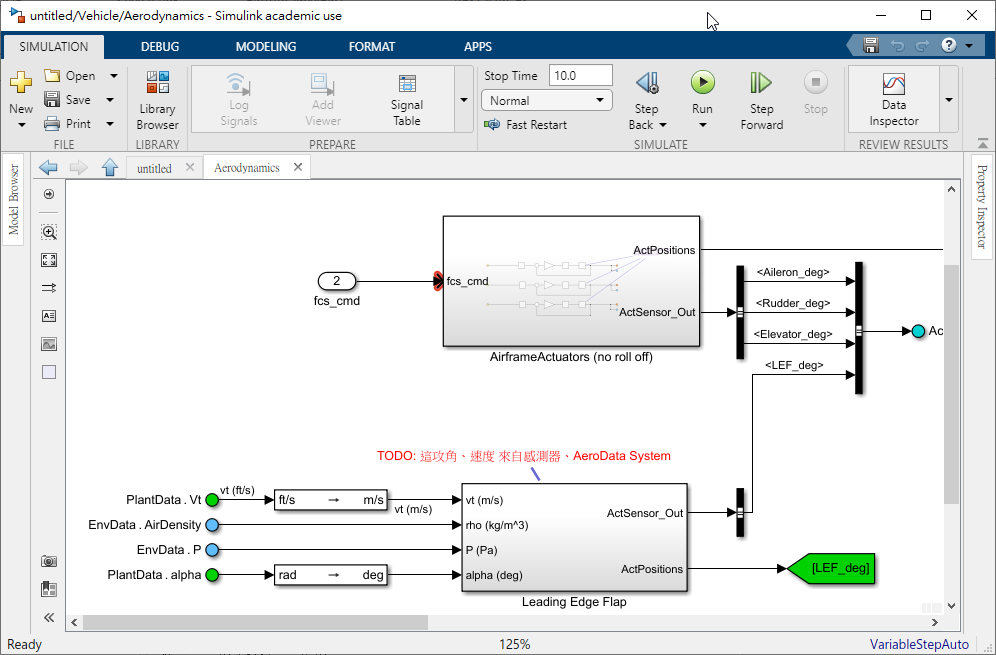 untitled/Vehicle/Aerodynamics - Simulink academic use
SIMULATION DEBUG MODELING FORMAT APPS
New
Open
Save
Print
FILE
Library
Browser
LIBRARY
Log
Signals
Add
Viewer
Signal
Table
PREPARE
Stop Time 10.0
Normal
Fast Restart
Step
Back
Run
Step
Forward
Stop
SIMULATE
Data
Inspector
REVIEW RESULTS
Model Browser
untitled
Aerodynamics
Property Inspector
2
fcs_cmd
fcs_cmd
ActPositions
ActSensor_Out
AirframeActuators (no roll off)
<Aileron_deg>
<Rudder_deg>
<Elevator_deg>
<LEF_deg>
Ac
TODO: 這攻角、速度 來自感測器、AeroData System
PlantData . Vt
vt (ft/s)
ft/s → m/s
vt (m/s)
EnvData . AirDensity
EnvData . P
PlantData . alpha
rad → deg
vt (m/s)
rho (kg/m^3)
P (Pa)
alpha (deg)
ActSensor_Out
ActPositions
Leading Edge Flap
[LEF_deg]
Ready 125% VariableStepAuto